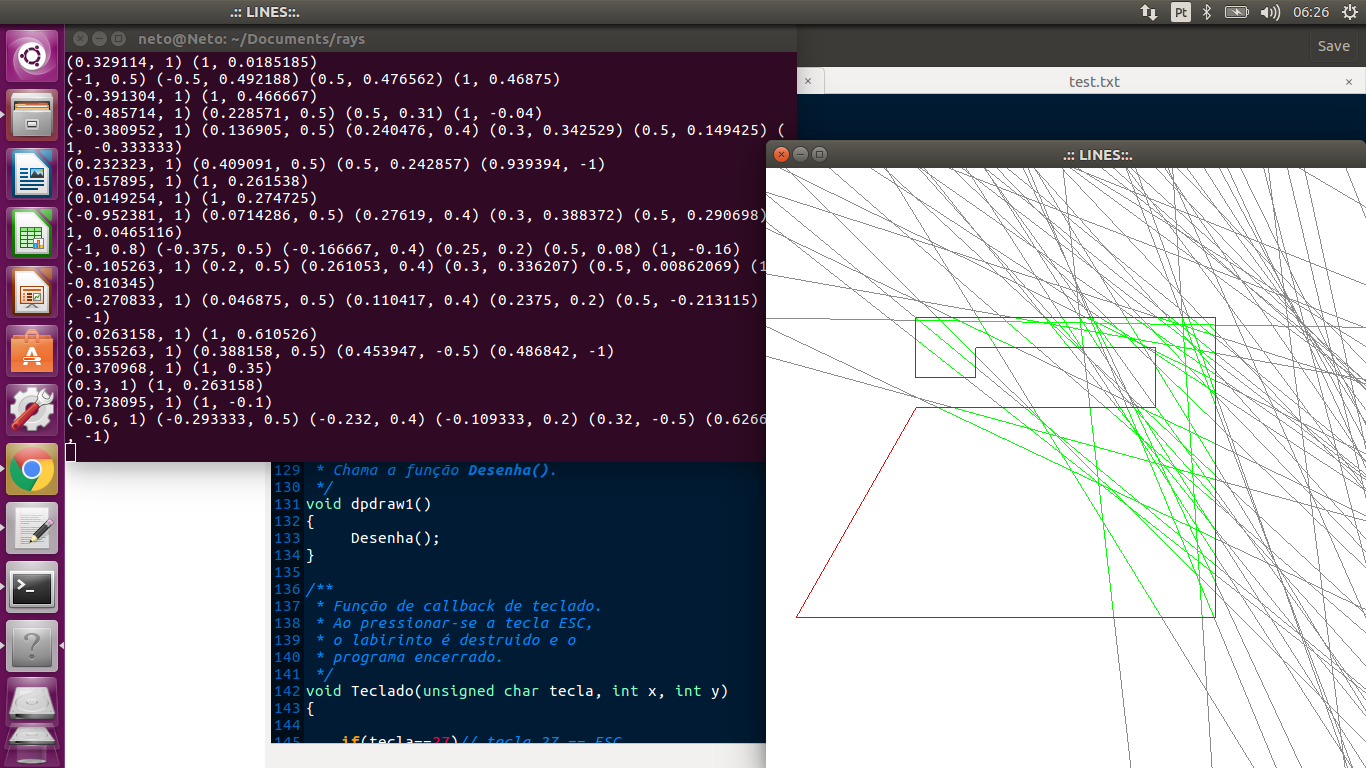 .:: LINES::.
Pt
06:26
neto@Neto: ~/Documents/rays
Save
(0.329114, 1) (1, 0.0185185)
(-1, 0.5) (-0.5, 0.492188) (0.5, 0.476562) (1, 0.46875)
(-0.391304, 1) (1, 0.466667)
(-0.485714, 1) (0.228571, 0.5) (0.5, 0.31) (1, -0.04)
(-0.380952, 1) (0.136905, 0.5) (0.240476, 0.4) (0.3, 0.342529) (0.5, 0.149425) (
1, -0.333333)
(0.232323, 1) (0.409091, 0.5) (0.5, 0.242857) (0.939394, -1)
(0.157895, 1) (1, 0.261538)
(0.0149254, 1) (1, 0.274725)
(-0.952381, 1) (0.0714286, 0.5) (0.27619, 0.4) (0.3, 0.388372) (0.5, 0.290698)
1, 0.0465116)
(-1, 0.8) (-0.375, 0.5) (-0.166667, 0.4) (0.25, 0.2) (0.5, 0.08) (1, -0.16)
(-0.105263, 1) (0.2, 0.5) (0.261053, 0.4) (0.3, 0.336207) (0.5, 0.00862069) (1
-0.810345)
(-0.270833, 1) (0.046875, 0.5) (0.110417, 0.4) (0.2375, 0.2) (0.5, -0.213115)
, -1)
(0.0263158, 1) (1, 0.610526)
(0.355263, 1) (0.388158, 0.5) (0.453947, -0.5) (0.486842, -1)
(0.370968, 1) (1, 0.35)
(0.3, 1) (1, 0.263158)
(0.738095, 1) (1, -0.1)
(-0.6, 1) (-0.293333, 0.5) (-0.232, 0.4) (-0.109333, 0.2) (0.32, -0.5) (0.6266
, -1)
test.txt
.:: LINES::.
129 * Chama a função Desenha().
130 */
131 void dpdraw1()
132 {
133 Desenha();
134 }
135
136 /**
137 * Função de callback de teclado.
138 * Ao pressionar-se a tecla ESC,
139 * o labirinto é destruido e o
140 * programa encerrado.
141 */
142 void Teclado(unsigned char tecla, int x, int y)
143 {
144
145 if(tecla==27)// tecla 27 == ESC